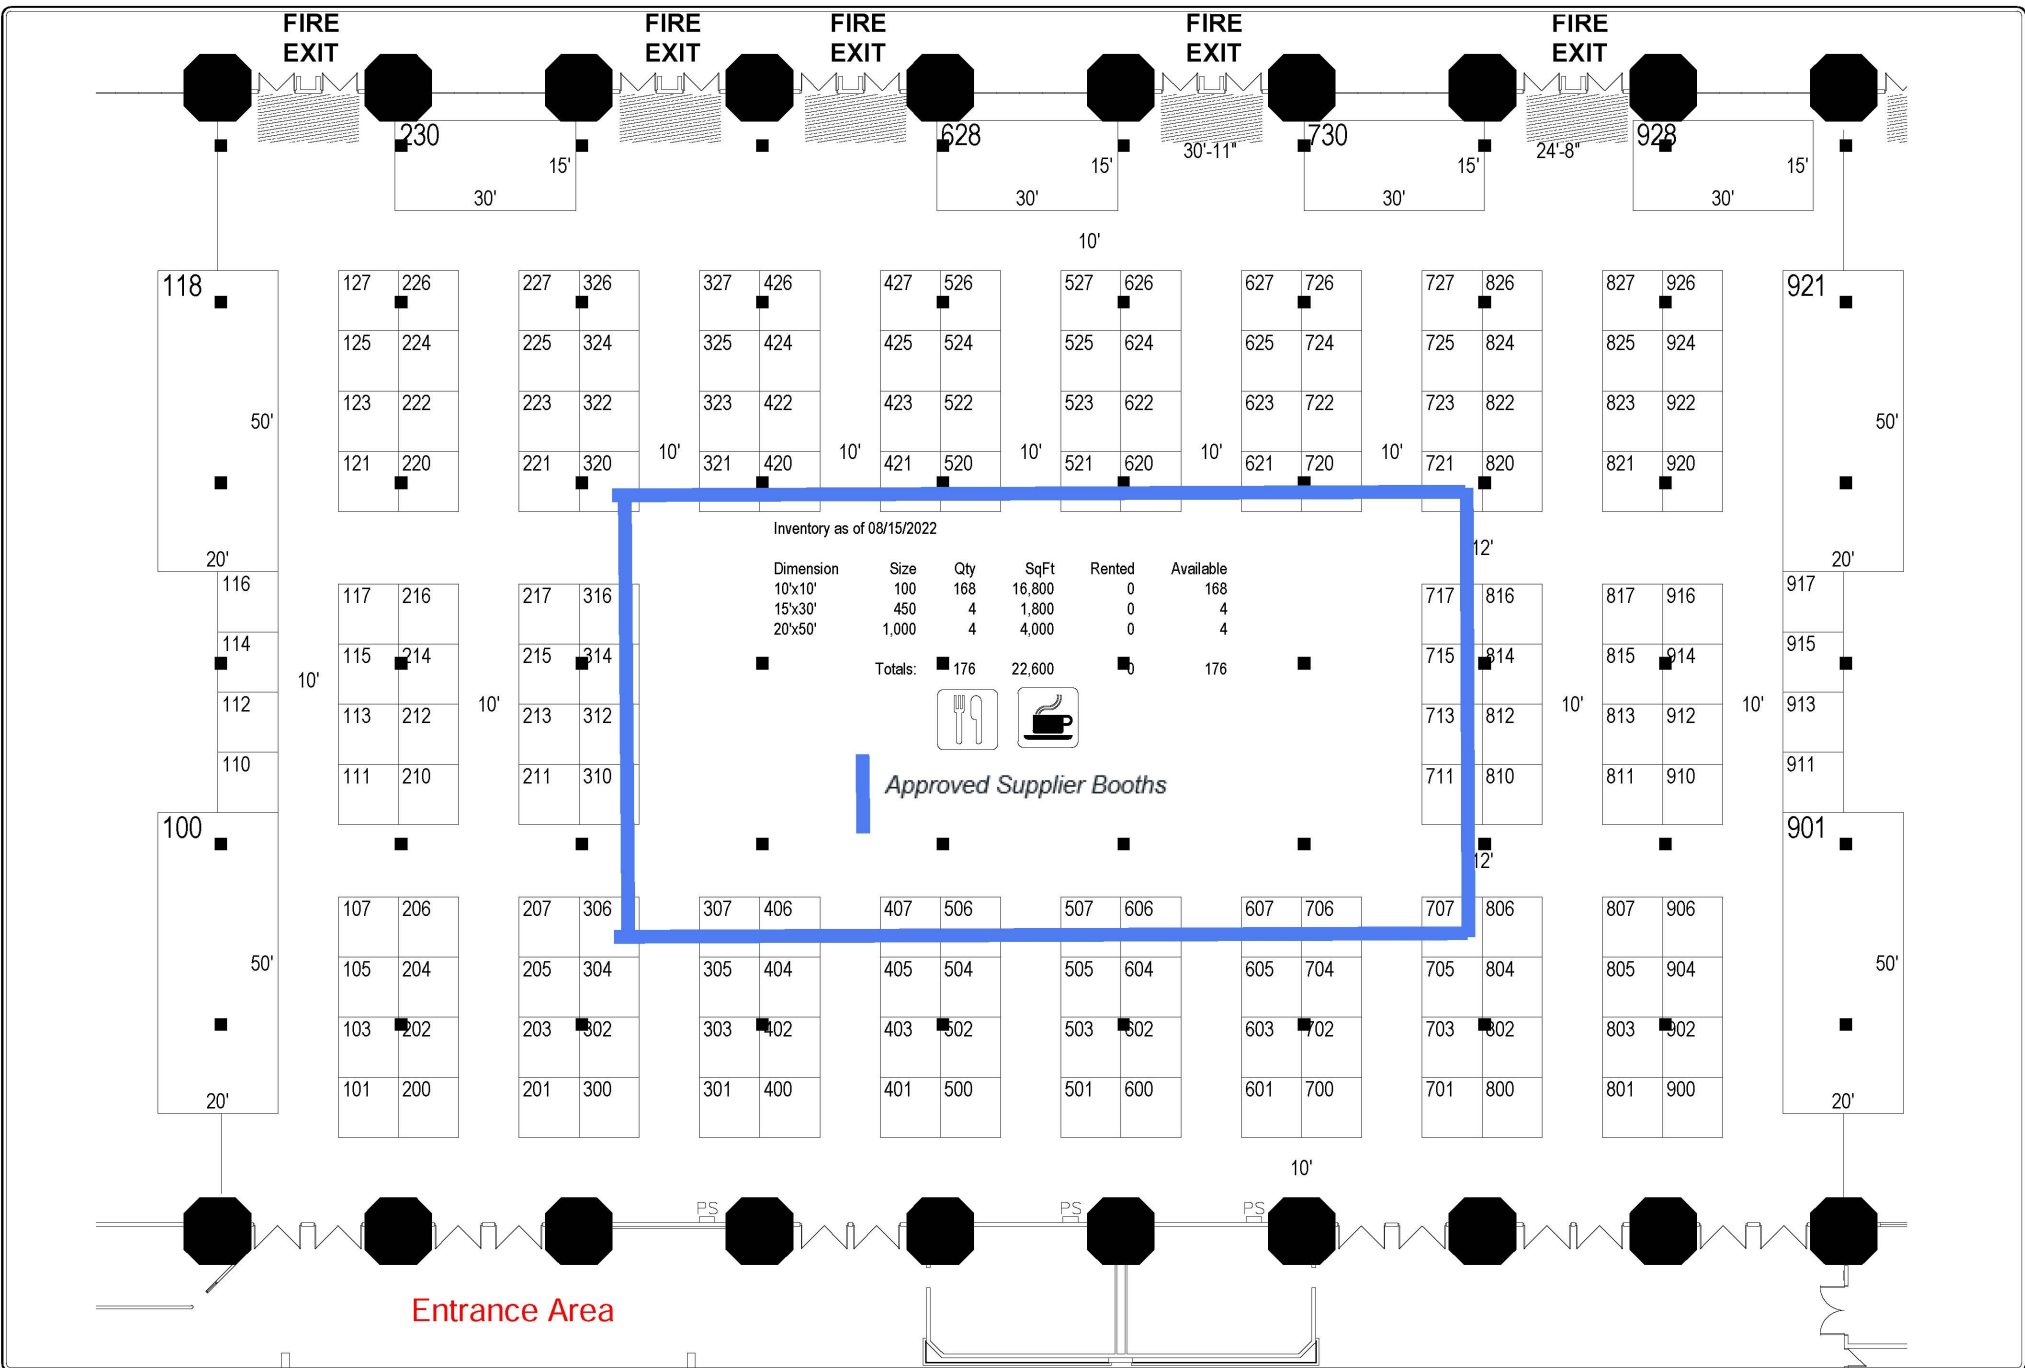 FIRE EXIT FIRE EXIT FIRE EXIT FIRE EXIT FIRE EXIT
230 628 730 928
15' 15' 30'-11" 15' 24'-8" 15'
30' 30' 30' 30'
10'
118 127 226 227 326 327 426 427 526 527 626 627 726 727 826 827 926 921
125 224 225 324 325 424 425 524 525 624 625 724 725 824 825 924
123 222 223 322 323 422 423 522 523 622 623 722 723 822 823 922
50' 50'
10' 10' 10' 10' 10'
121 220 221 320 321 420 421 520 521 620 621 720 721 820 821 920
Inventory as of 08/15/2022
12'
20' 20'
Dimension Size Qty SqFt Rented Available
10'x10' 100 168 16,800 0 168
15'x30' 450 4 1,800 0 4
20'x50' 1,000 4 4,000 0 4
Totals: 176 22,600 0 176
116 117 216 217 316 717 816 817 916 917
114 115 214 215 314 715 814 815 914 915
10' 10' 10' 10'
112 113 212 213 312 713 812 813 912 913
110 111 210 211 310 711 810 811 910 911
Approved Supplier Booths
100 901
12'
107 206 207 306 307 406 407 506 507 606 607 706 707 806 807 906
50' 50'
105 204 205 304 305 404 405 504 505 604 605 704 705 804 805 904
103 202 203 302 303 402 403 502 503 602 603 702 703 802 803 902
101 200 201 300 301 400 401 500 501 600 601 700 701 800 801 900
20' 20'
10'
PS PS PS
Entrance Area